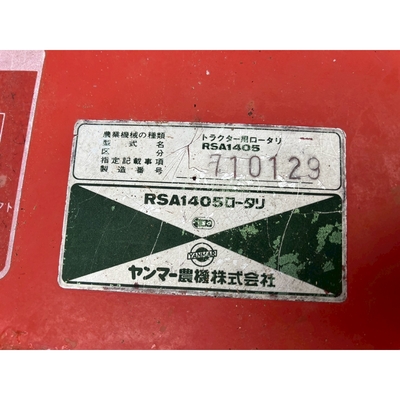 農業機械の種類 トラクター用ロータリ
型式名 RSA1405
区分
指定記載事項
製造番号 710129
RSA1405ロータリ
YANMAR
ヤンマー農機株式会社
フト